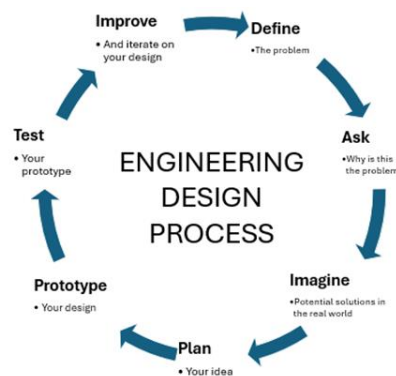 ENGINEERING
DESIGN
PROCESS
Define
•The problem
Ask
•Why is this
the problem
Imagine
•Potential solutions in
the real world
Plan
• Your idea
Prototype
• Your design
Test
• Your
prototype
Improve
• And iterate on
your design